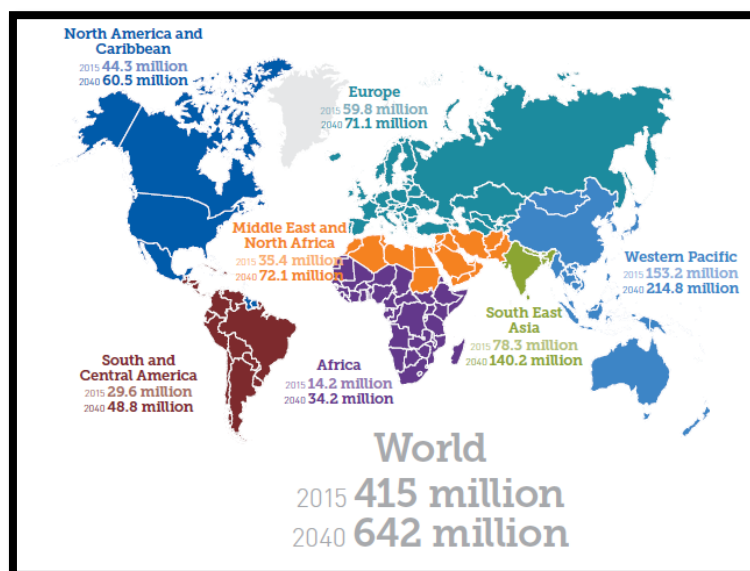 North America and
Caribbean
2015 44.3 million
2040 60.5 million
Europe
2015 59.8 million
2040 71.1 million
Middle East and
North Africa
2015 35.4 million
2040 72.1 million
Western Pacific
2015 153.2 million
2040 214.8 million
South East
Asia
2015 78.3 million
2040 140.2 million
South and
Central America
2015 29.6 million
2040 48.8 million
Africa
2015 14.2 million
2040 34.2 million
World
2015 415 million
2040 642 million